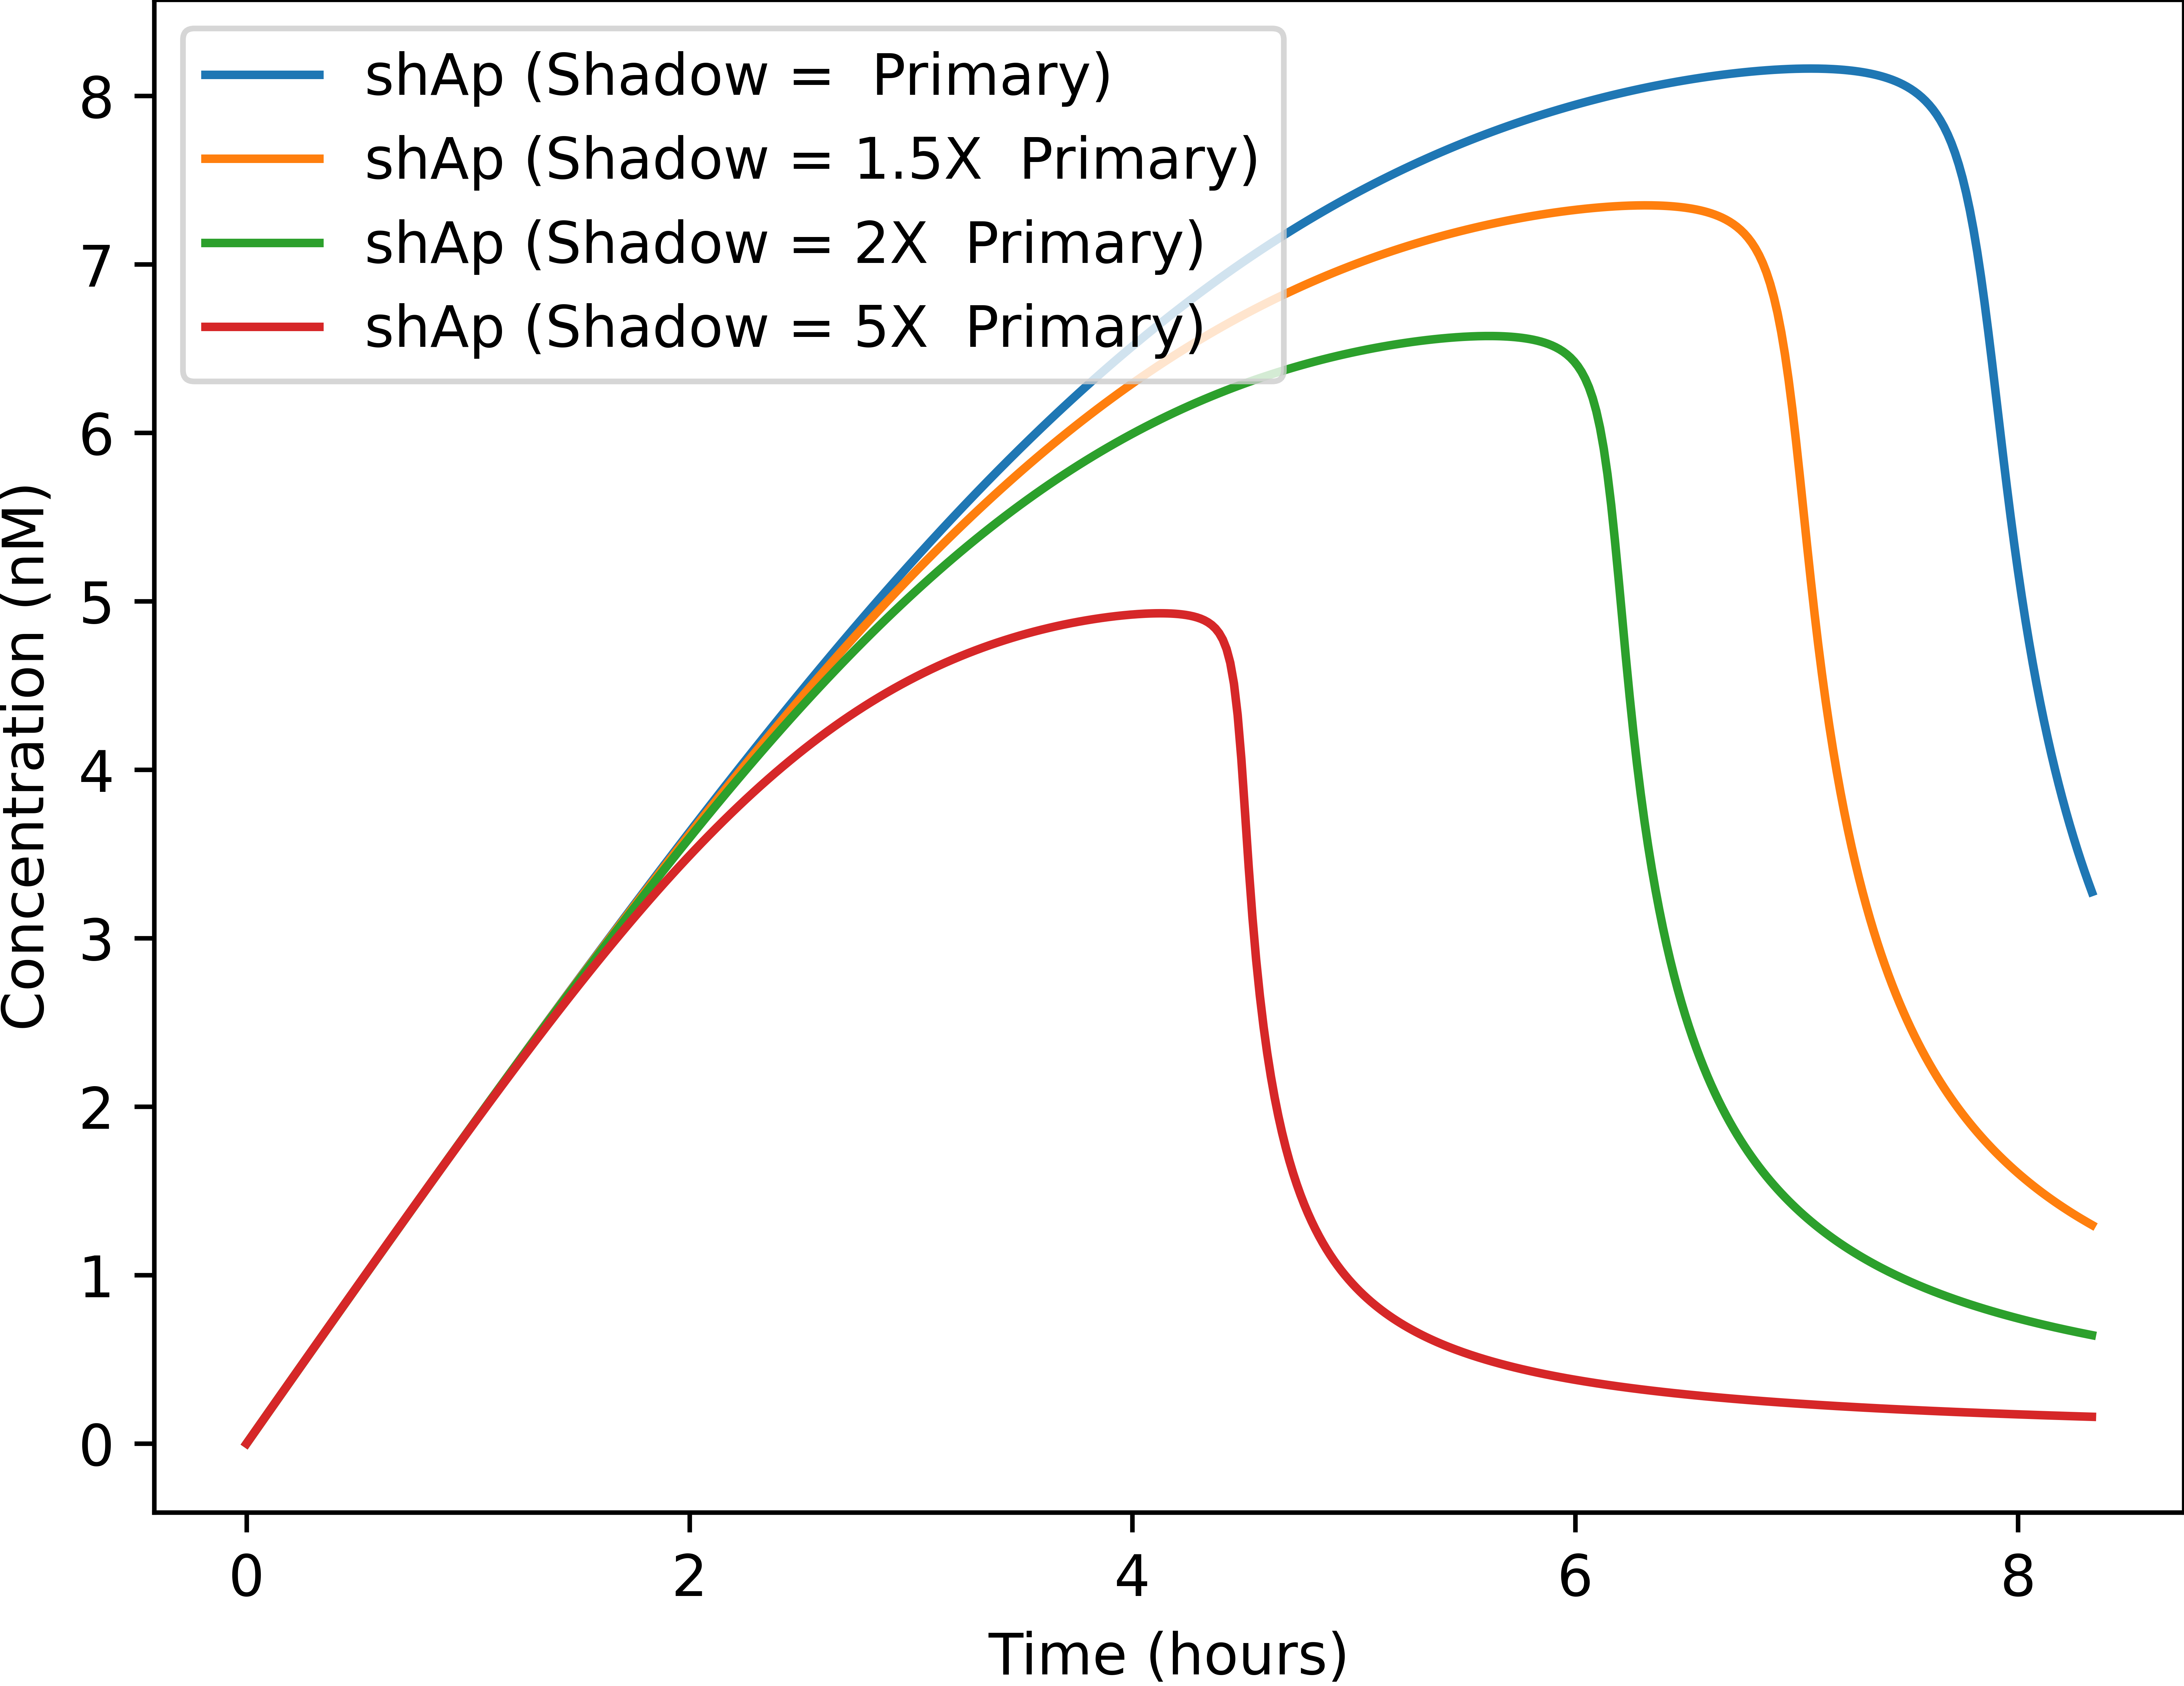 shAp (Shadow =  Primary)
shAp (Shadow = 1.5X  Primary)
shAp (Shadow = 2X  Primary)
shAp (Shadow = 5X  Primary)
Concentration (nM)
8
7
6
5
4
3
2
1
0
0 2 4 6 8
Time (hours)